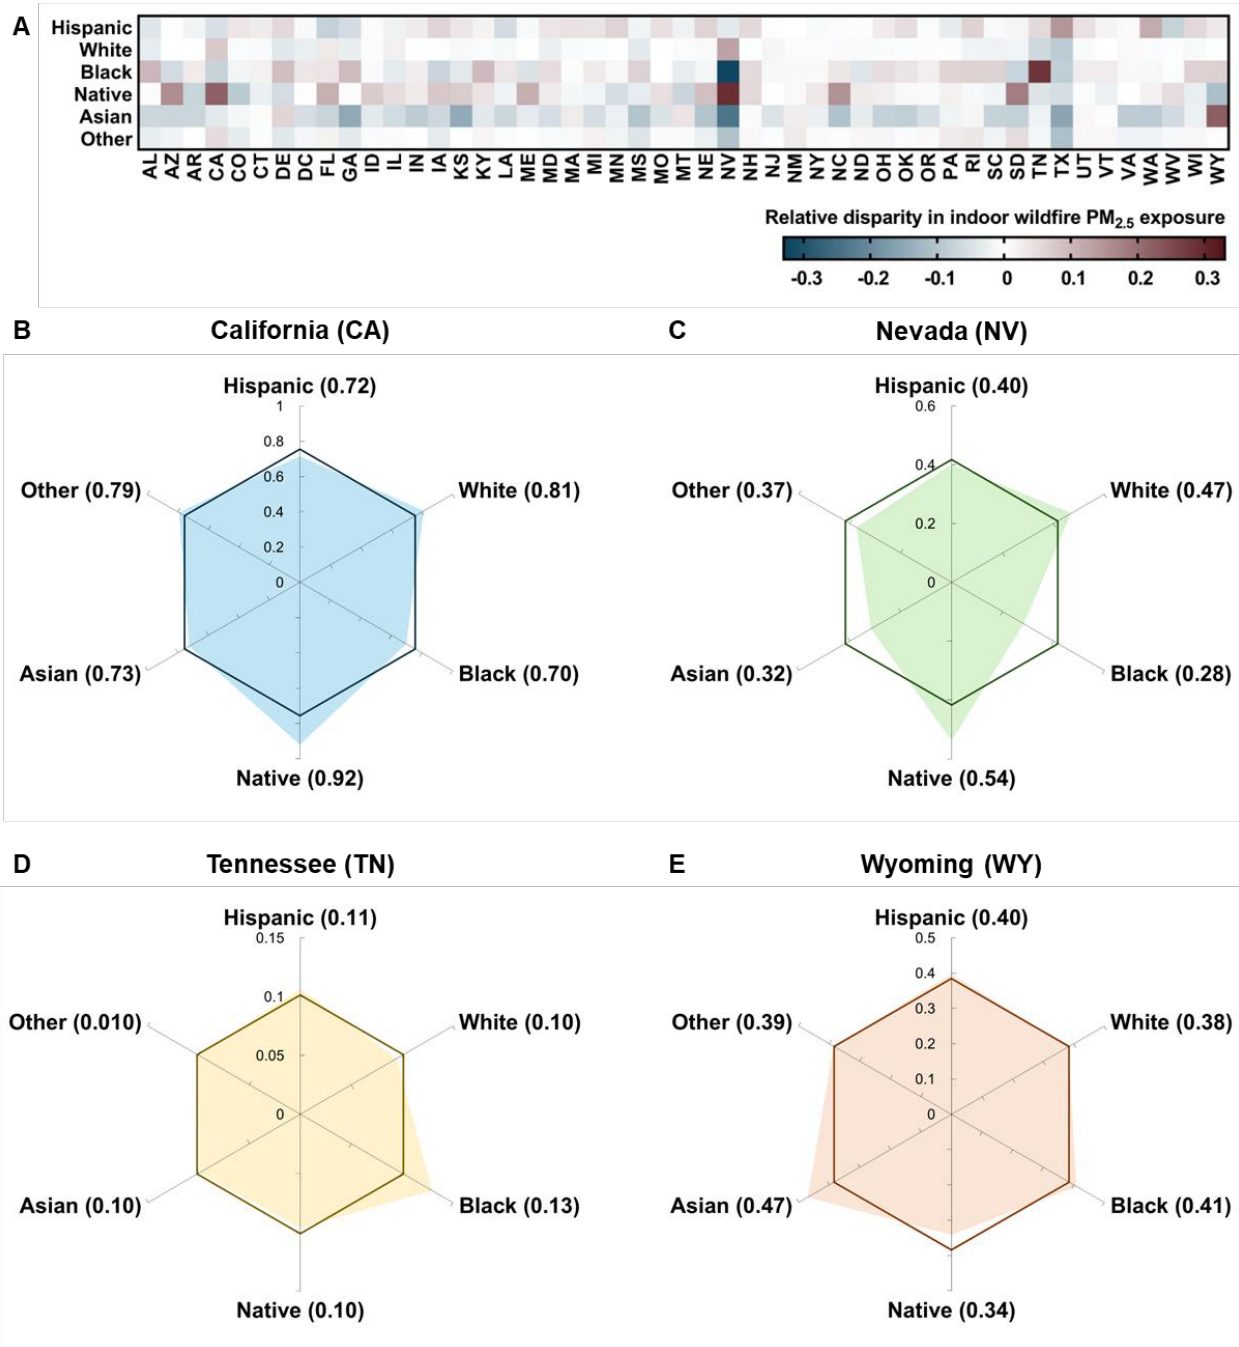 A
Hispanic
White
Black
Native
Asian
Other
AL AZ AR CA CO CT DE DC FL GA ID IL IN IA KS KY LA ME MD MA MI MN MS MO MT NE NV NH NJ NM NY NC ND OH OK OR PA RI SC SD TN TX UT VT VA WA WV WI WY
Relative disparity in indoor wildfire PM2.5 exposure
-0.3 -0.2 -0.1 0 0.1 0.2 0.3
B California (CA)
Hispanic (0.72)
1
0.8
0.6
0.4
0.2
0
Other (0.79) White (0.81)
Asian (0.73) Black (0.70)
Native (0.92)
C Nevada (NV)
Hispanic (0.40)
0.6
0.4
0.2
0
Other (0.37) White (0.47)
Asian (0.32) Black (0.28)
Native (0.54)
D Tennessee (TN)
Hispanic (0.11)
0.15
0.1
0.05
0
Other (0.010) White (0.10)
Asian (0.10) Black (0.13)
Native (0.10)
E Wyoming (WY)
Hispanic (0.40)
0.5
0.4
0.3
0.2
0.1
0
Other (0.39) White (0.38)
Asian (0.47) Black (0.41)
Native (0.34)